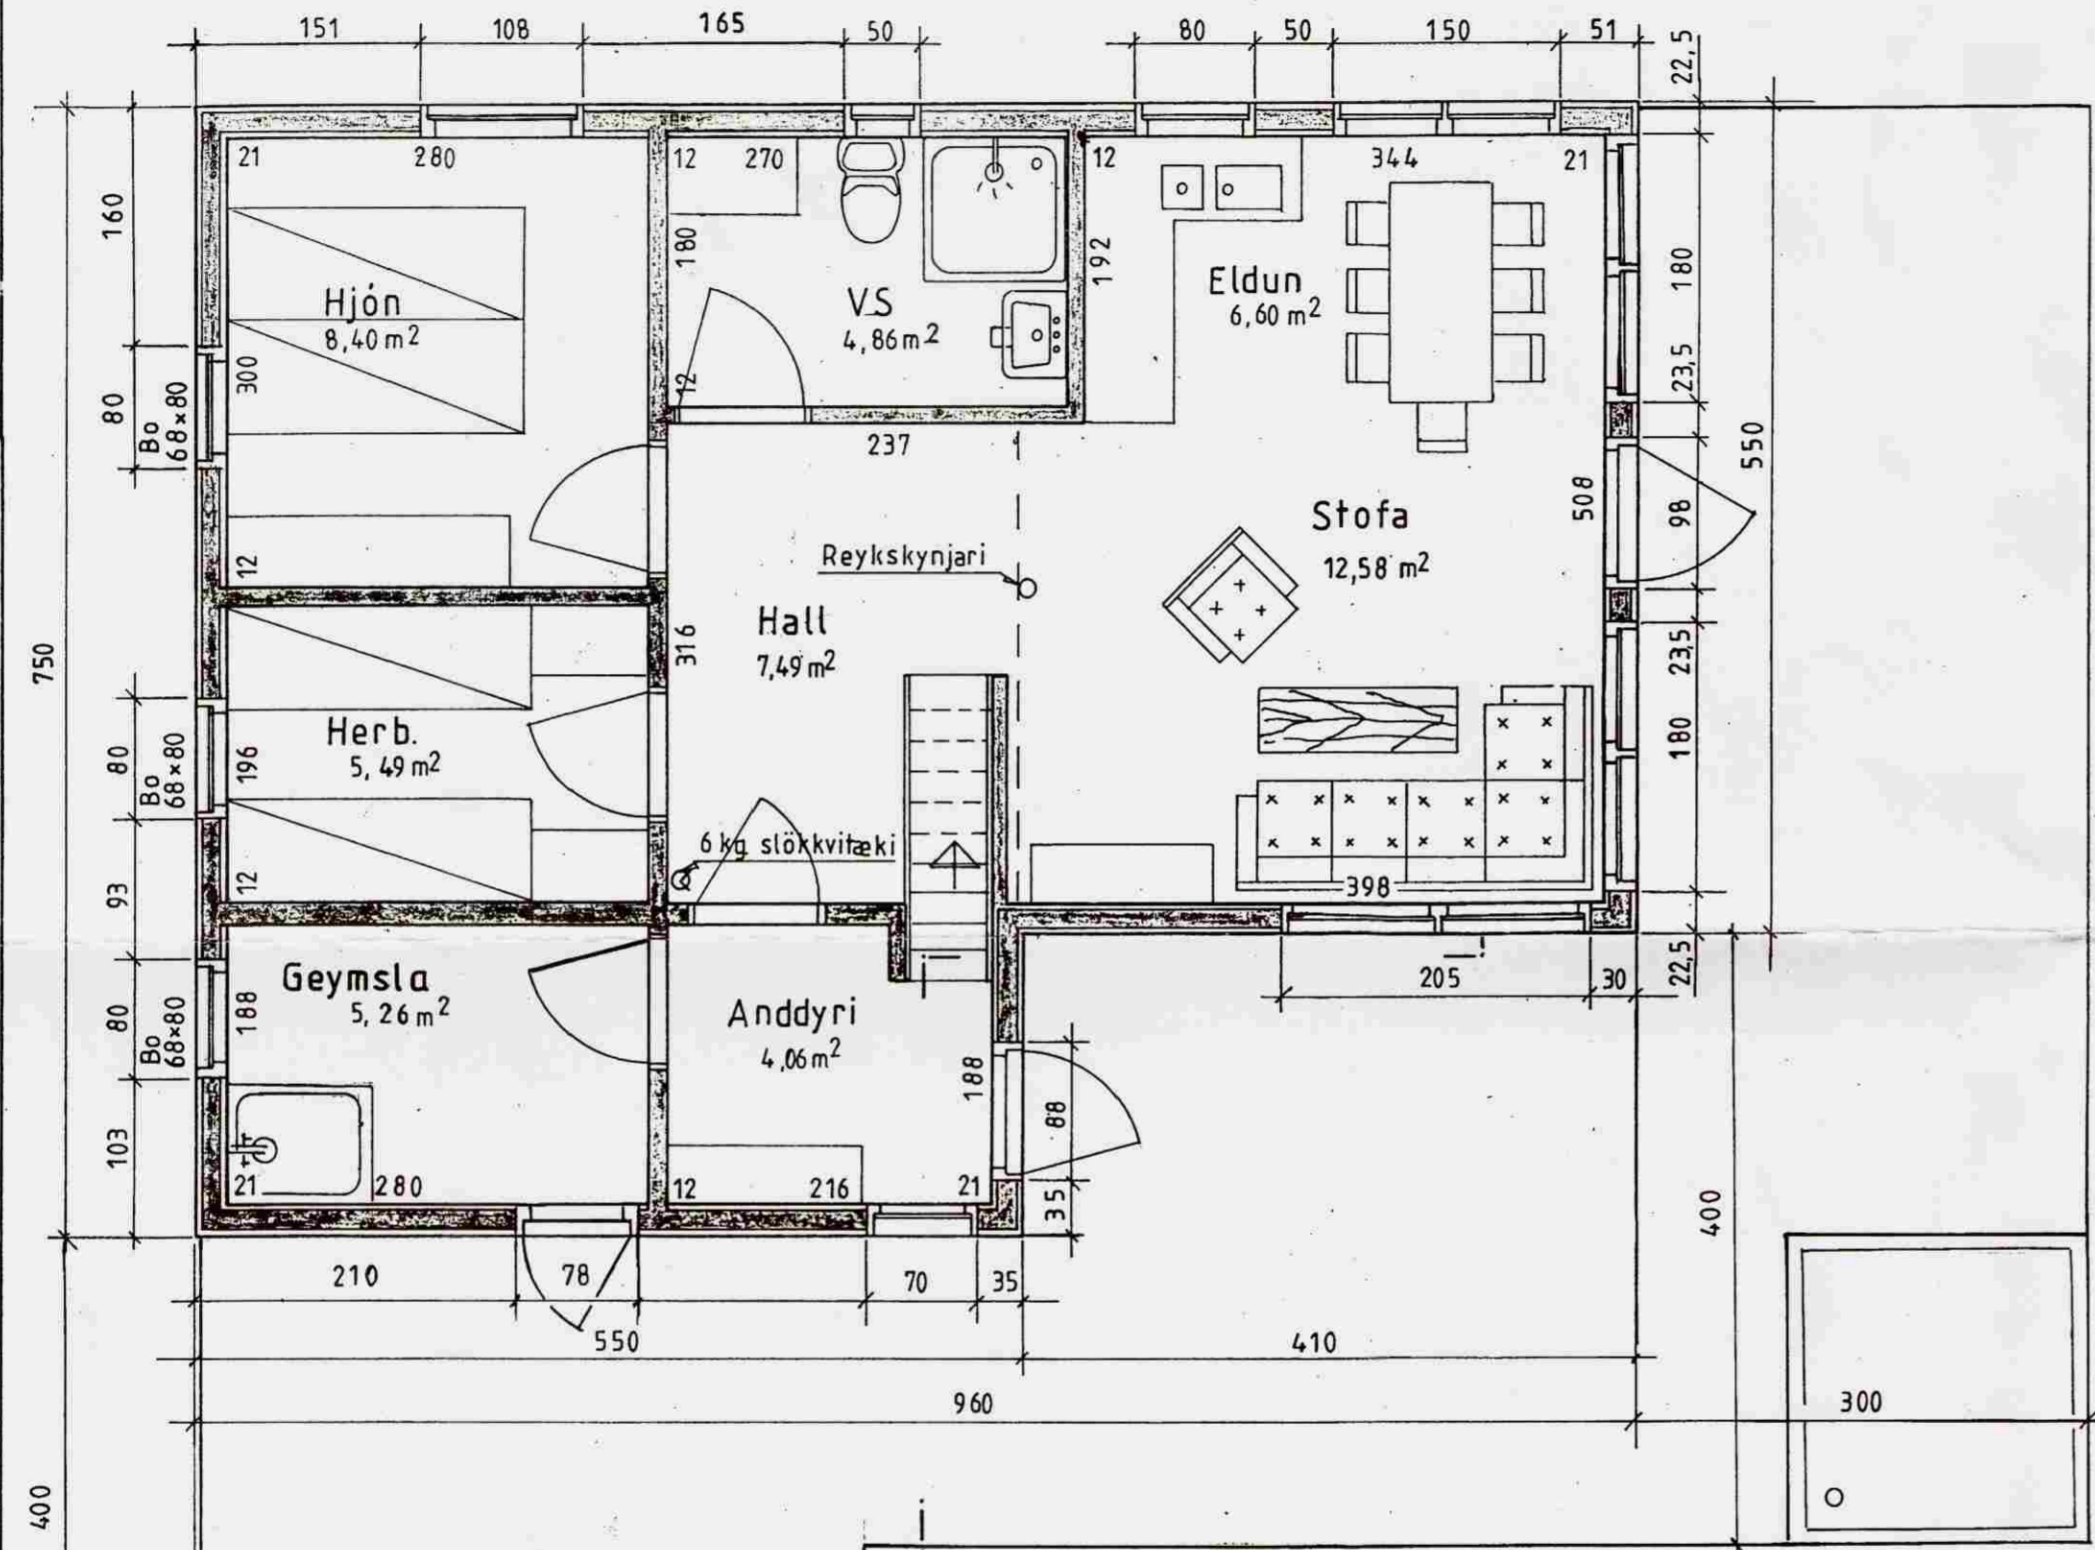 151 108 165 50 80 50 150 51
22,5
21 280 12 270 12 344 21
160
180
192
180
Hjón
8,40 m²
VS
4,86 m²
Eldun
6,60 m²
300
12
23,5
80
Bo
68×80
237
550
508
98
Stofa
12,58 m²
Reykskynjari
12
Hall
7,49 m²
316
750
23,5
180
Herb.
5,49 m²
196
80
Bo
68×80
6 kg slökkvitæki
12
93
398
22,5
205 30
Geymsla
5,26 m²
188
80
Bo
68×80
Anddyri
4,06 m²
188
88
103
21 280 12 216 21
35
400
210 78 70 35
550 410
960 300
400